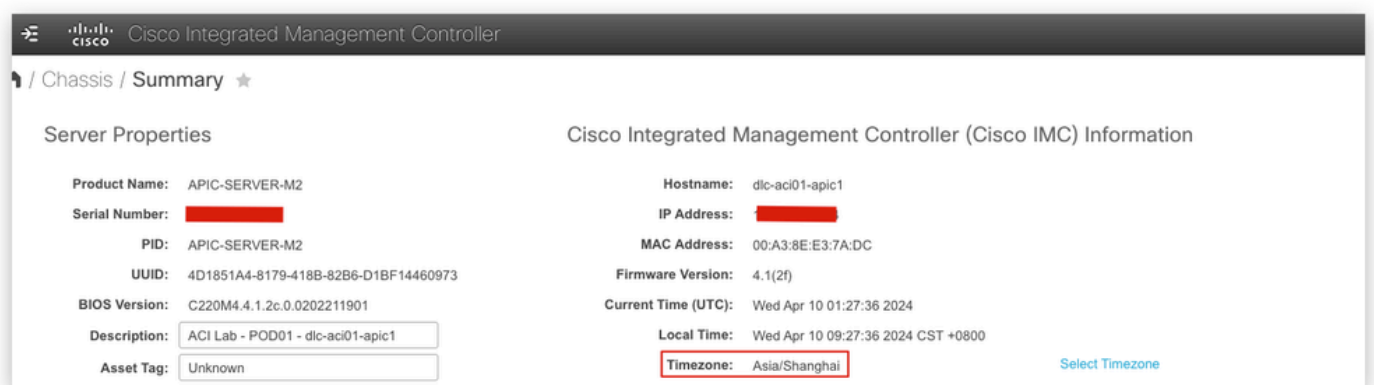 CISCO Cisco Integrated Management Controller
/ Chassis / Summary
Server Properties
Product Name: APIC-SERVER-M2
Serial Number:
PID: APIC-SERVER-M2
UUID: 4D1851A4-8179-418B-82B6-D1BF14460973
BIOS Version: C220M4.4.1.2c.0.0202211901
Description: ACI Lab - POD01 - dlc-aci01-apic1
Asset Tag: Unknown
Cisco Integrated Management Controller (Cisco IMC) Information
Hostname: dlc-aci01-apic1
IP Address:
MAC Address: 00:A3:8E:E3:7A:DC
Firmware Version: 4.1(2f)
Current Time (UTC): Wed Apr 10 01:27:36 2024
Local Time: Wed Apr 10 09:27:36 2024 CST +0800
Timezone: Asia/Shanghai Select Timezone